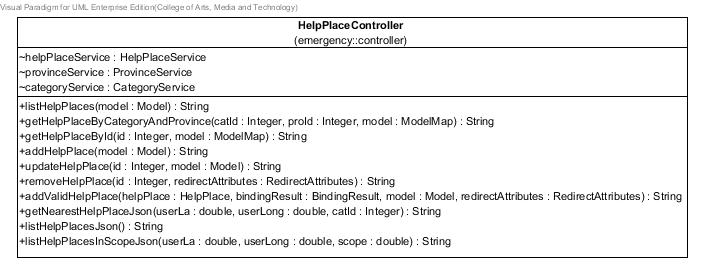 Visual Paradigm for UML Enterprise Edition(College of Arts, Media and Technology)
HelpPlaceController
(emergency::controller)
~helpPlaceService : HelpPlaceService
~provinceService : ProvinceService
~categoryService : CategoryService
+listHelpPlaces(model : Model) : String
+getHelpPlaceByCategoryAndProvince(catId : Integer, proId : Integer, model : ModelMap) : String
+getHelpPlaceById(id : Integer, model : ModelMap) : String
+addHelpPlace(model : Model) : String
+updateHelpPlace(id : Integer, model : Model) : String
+removeHelpPlace(id : Integer, redirectAttributes : RedirectAttributes) : String
+addValidHelpPlace(helpPlace : HelpPlace, bindingResult : BindingResult, model : Model, redirectAttributes : RedirectAttributes) : String
+getNearestHelpPlaceJson(userLa : double, userLong : double, catId : Integer) : String
+listHelpPlacesJson() : String
+listHelpPlacesInScopeJson(userLa : double, userLong : double, scope : double) : String